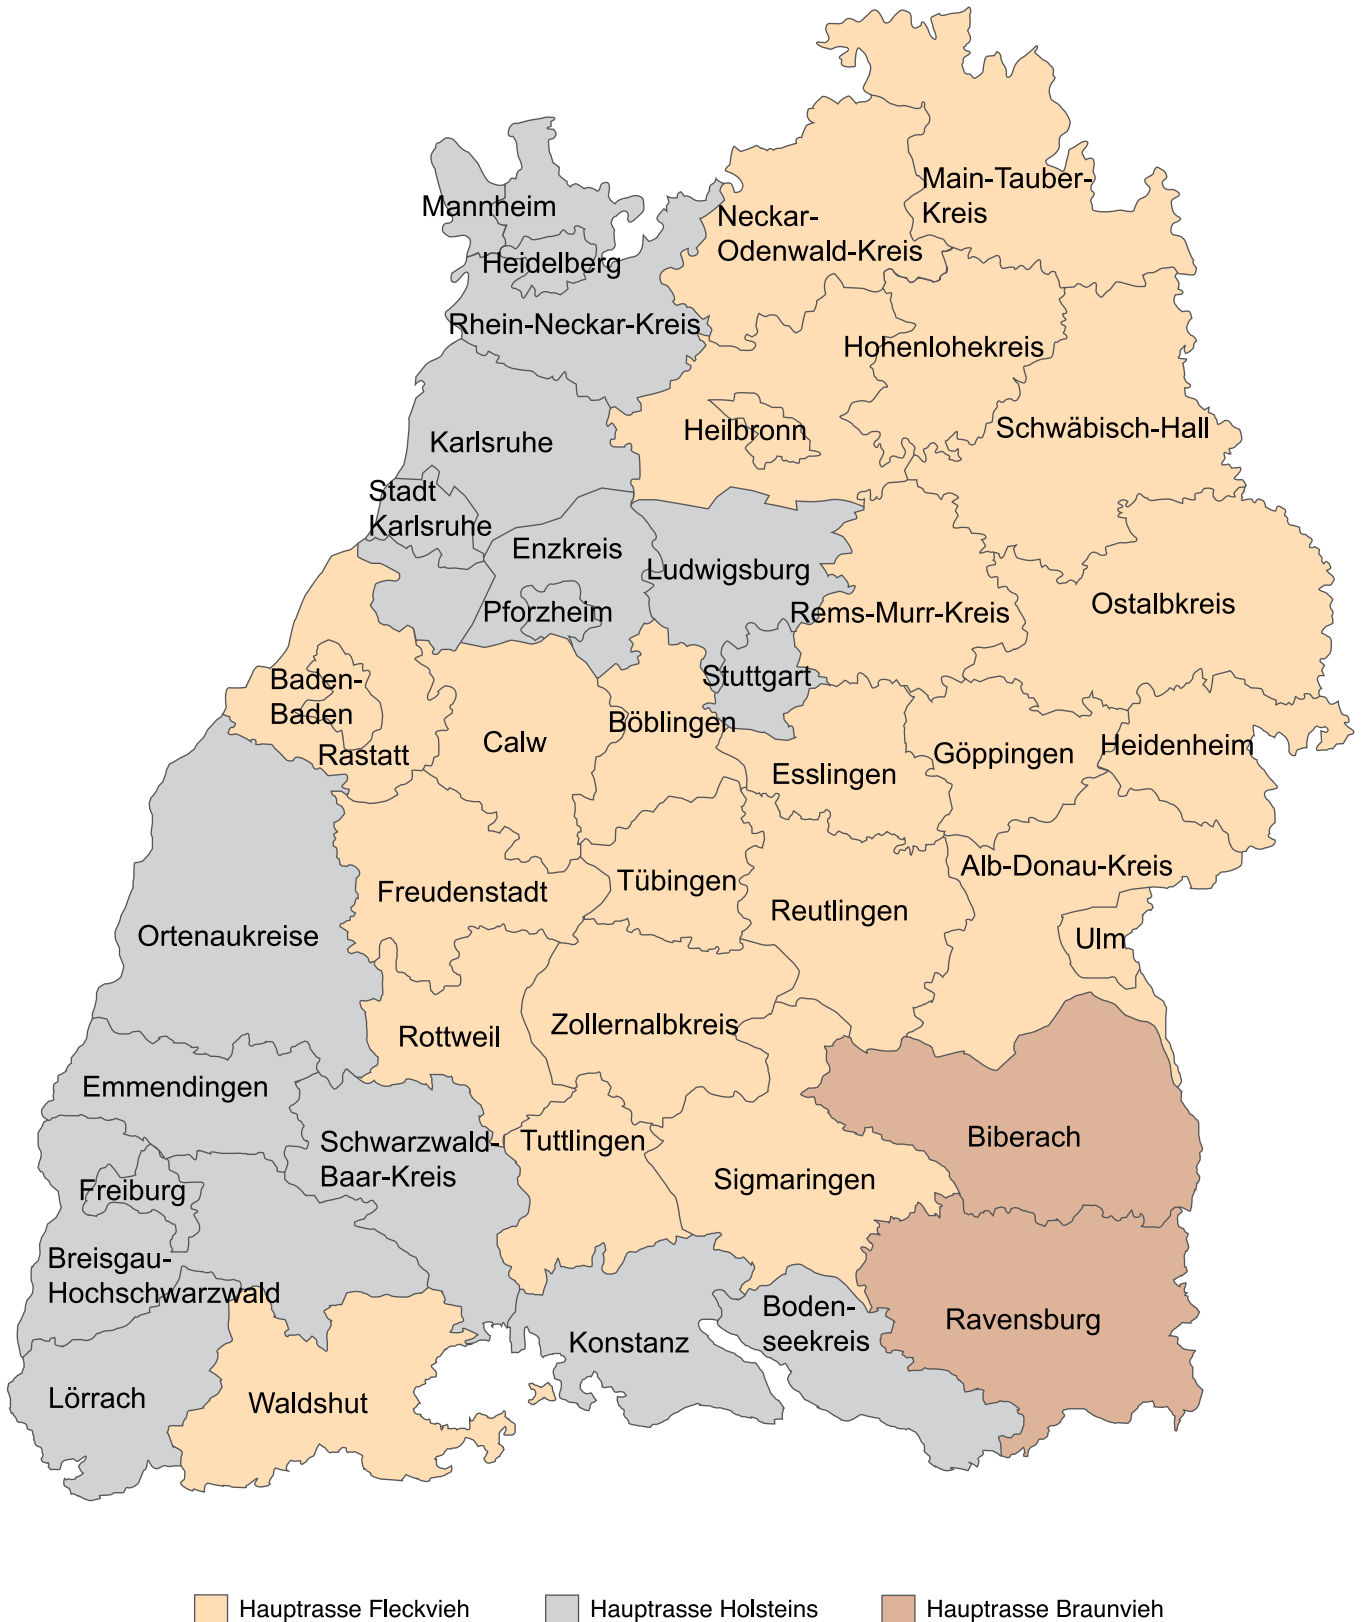 Main-Tauber-
Kreis
Mannheim
Neckar-
Odenwald-Kreis
Heidelberg
Rhein-Neckar-Kreis
Hohenlohekreis
Heilbronn
Schwäbisch-Hall
Karlsruhe
Stadt
Karlsruhe
Enzkreis
Ludwigsburg
Pforzheim
Rems-Murr-Kreis
Ostalbkreis
Stuttgart
Baden-
Baden
Rastatt
Calw
Böblingen
Esslingen
Göppingen
Heidenheim
Freudenstadt
Tübingen
Reutlingen
Alb-Donau-Kreis
Ulm
Ortenaukreise
Rottweil
Zollernalbkreis
Emmendingen
Schwarzwald-
Baar-Kreis
Tuttlingen
Sigmaringen
Biberach
Freiburg
Breisgau-
Hochschwarzwald
Lörrach
Waldshut
Konstanz
Boden-
seekreis
Ravensburg
Hauptrasse Fleckvieh
Hauptrasse Holsteins
Hauptrasse Braunvieh